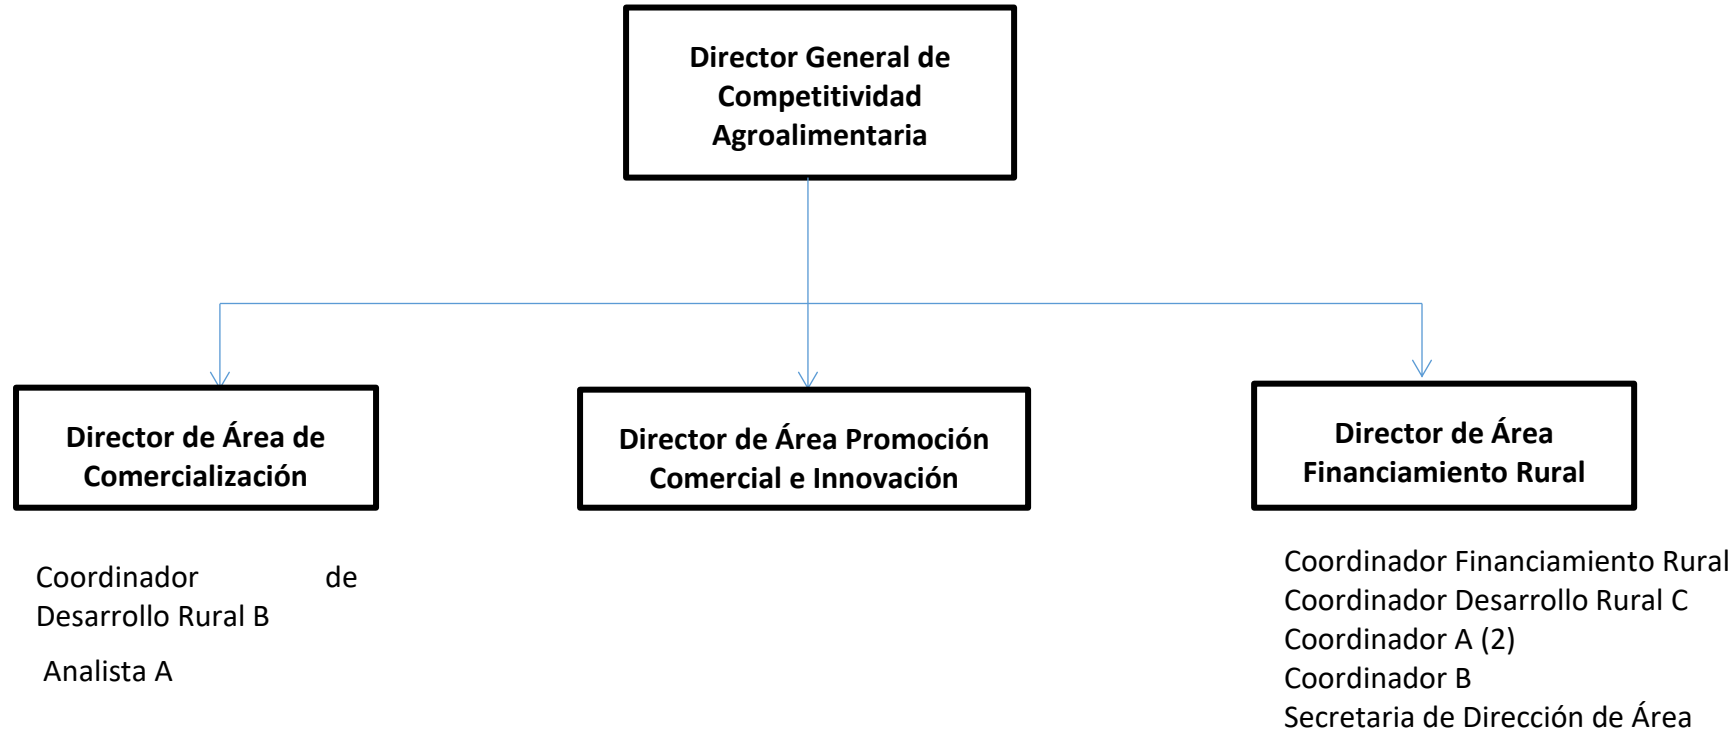 Director General de
Competitividad
Agroalimentaria
Director de Área de
Comercialización
Director de Área Promoción
Comercial e Innovación
Director de Área
Financiamiento Rural
Coordinador de
Desarrollo Rural B
Analista A
Coordinador Financiamiento Rural
Coordinador Desarrollo Rural C
Coordinador A (2)
Coordinador B
Secretaria de Dirección de Área